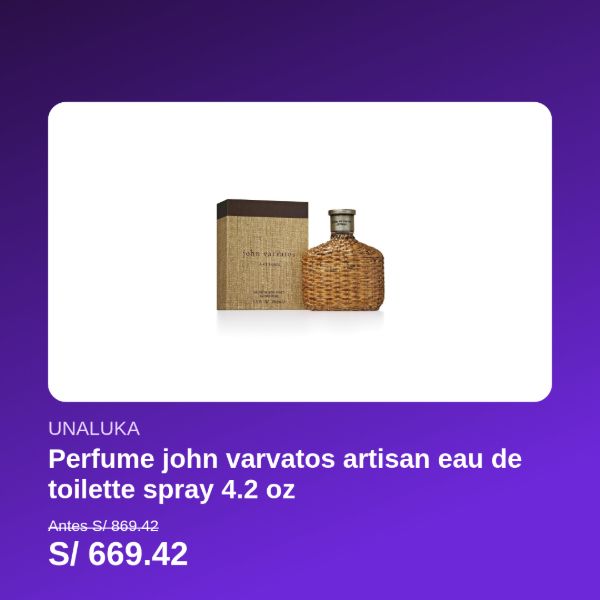 john varvatos
ARTISAN
UNALUKA
Perfume john varvatos artisan eau de
toilette spray 4.2 oz
Antes S/ 869.42
S/ 669.42